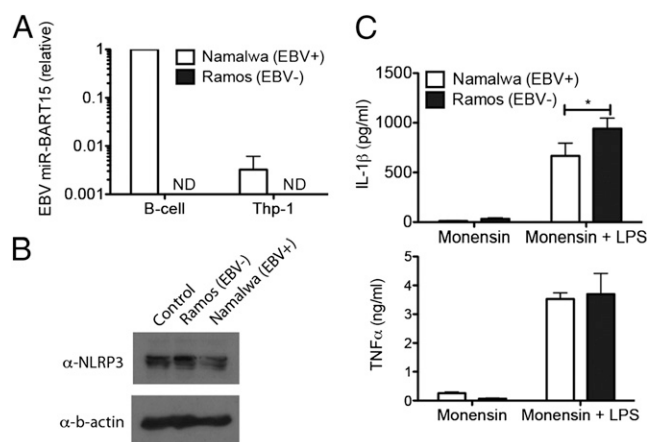 A
EBV miR-BART15 (relative)
Namalwa (EBV+)
Ramos (EBV-)
1
0.1
0.01
0.001
ND
ND
B-cell
Thp-1
B
Control
Ramos (EBV-)
Namalwa (EBV+)
α-NLRP3
α-b-actin
C
Namalwa (EBV+)
Ramos (EBV-)
IL-1β (pg/ml)
1500
1000
500
0
*
Monensin
Monensin + LPS
TNFα (ng/ml)
5
4
3
2
1
0
Monensin
Monensin + LPS